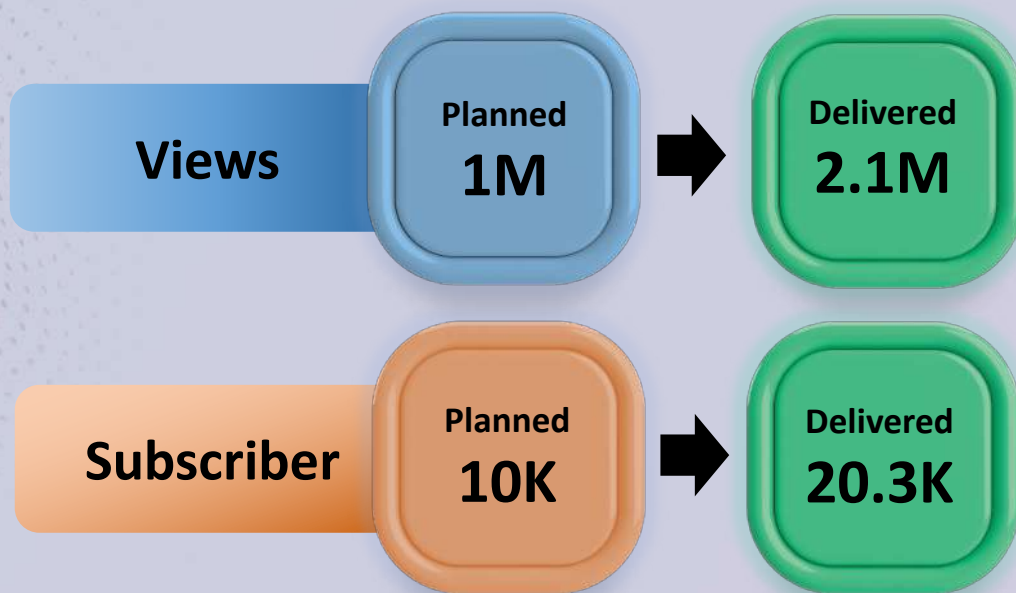 Views
Planned
1M
Delivered
2.1M
Subscriber
Planned
10K
Delivered
20.3K